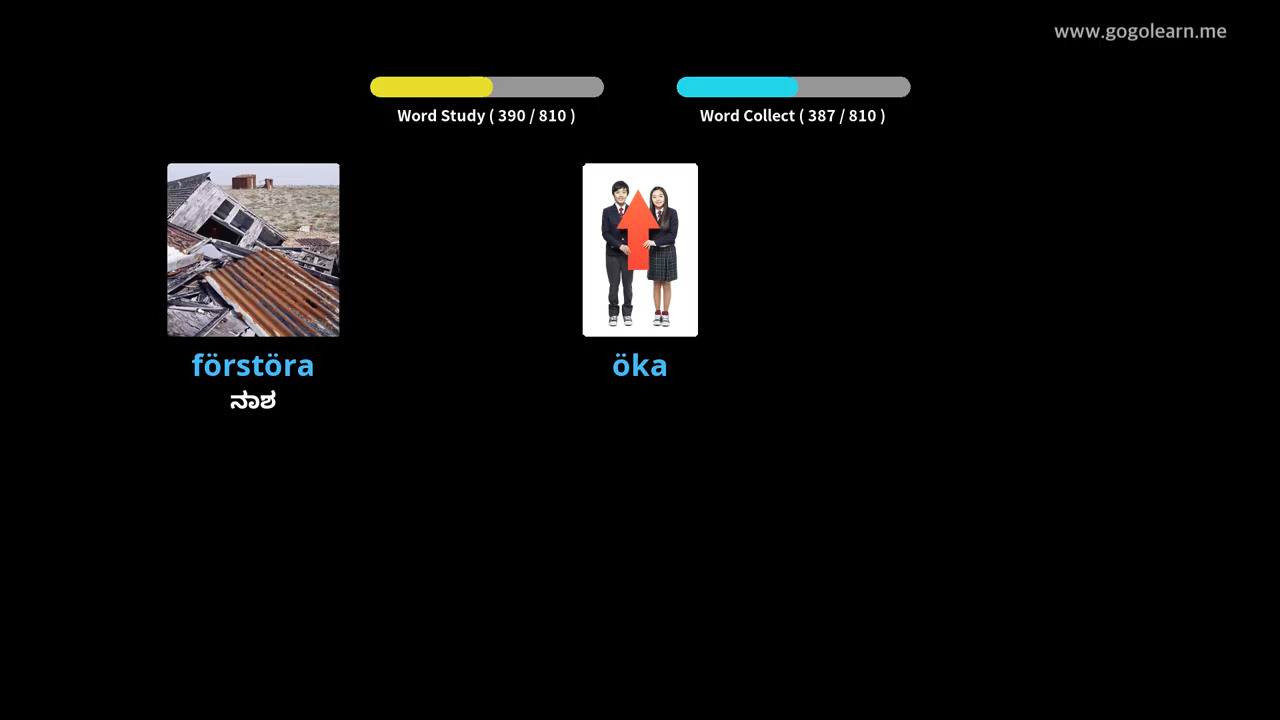 www.gogolearn.me
Word Study ( 390 / 810 )
Word Collect ( 387 / 810 )
förstöra
ನಾಶ
öka